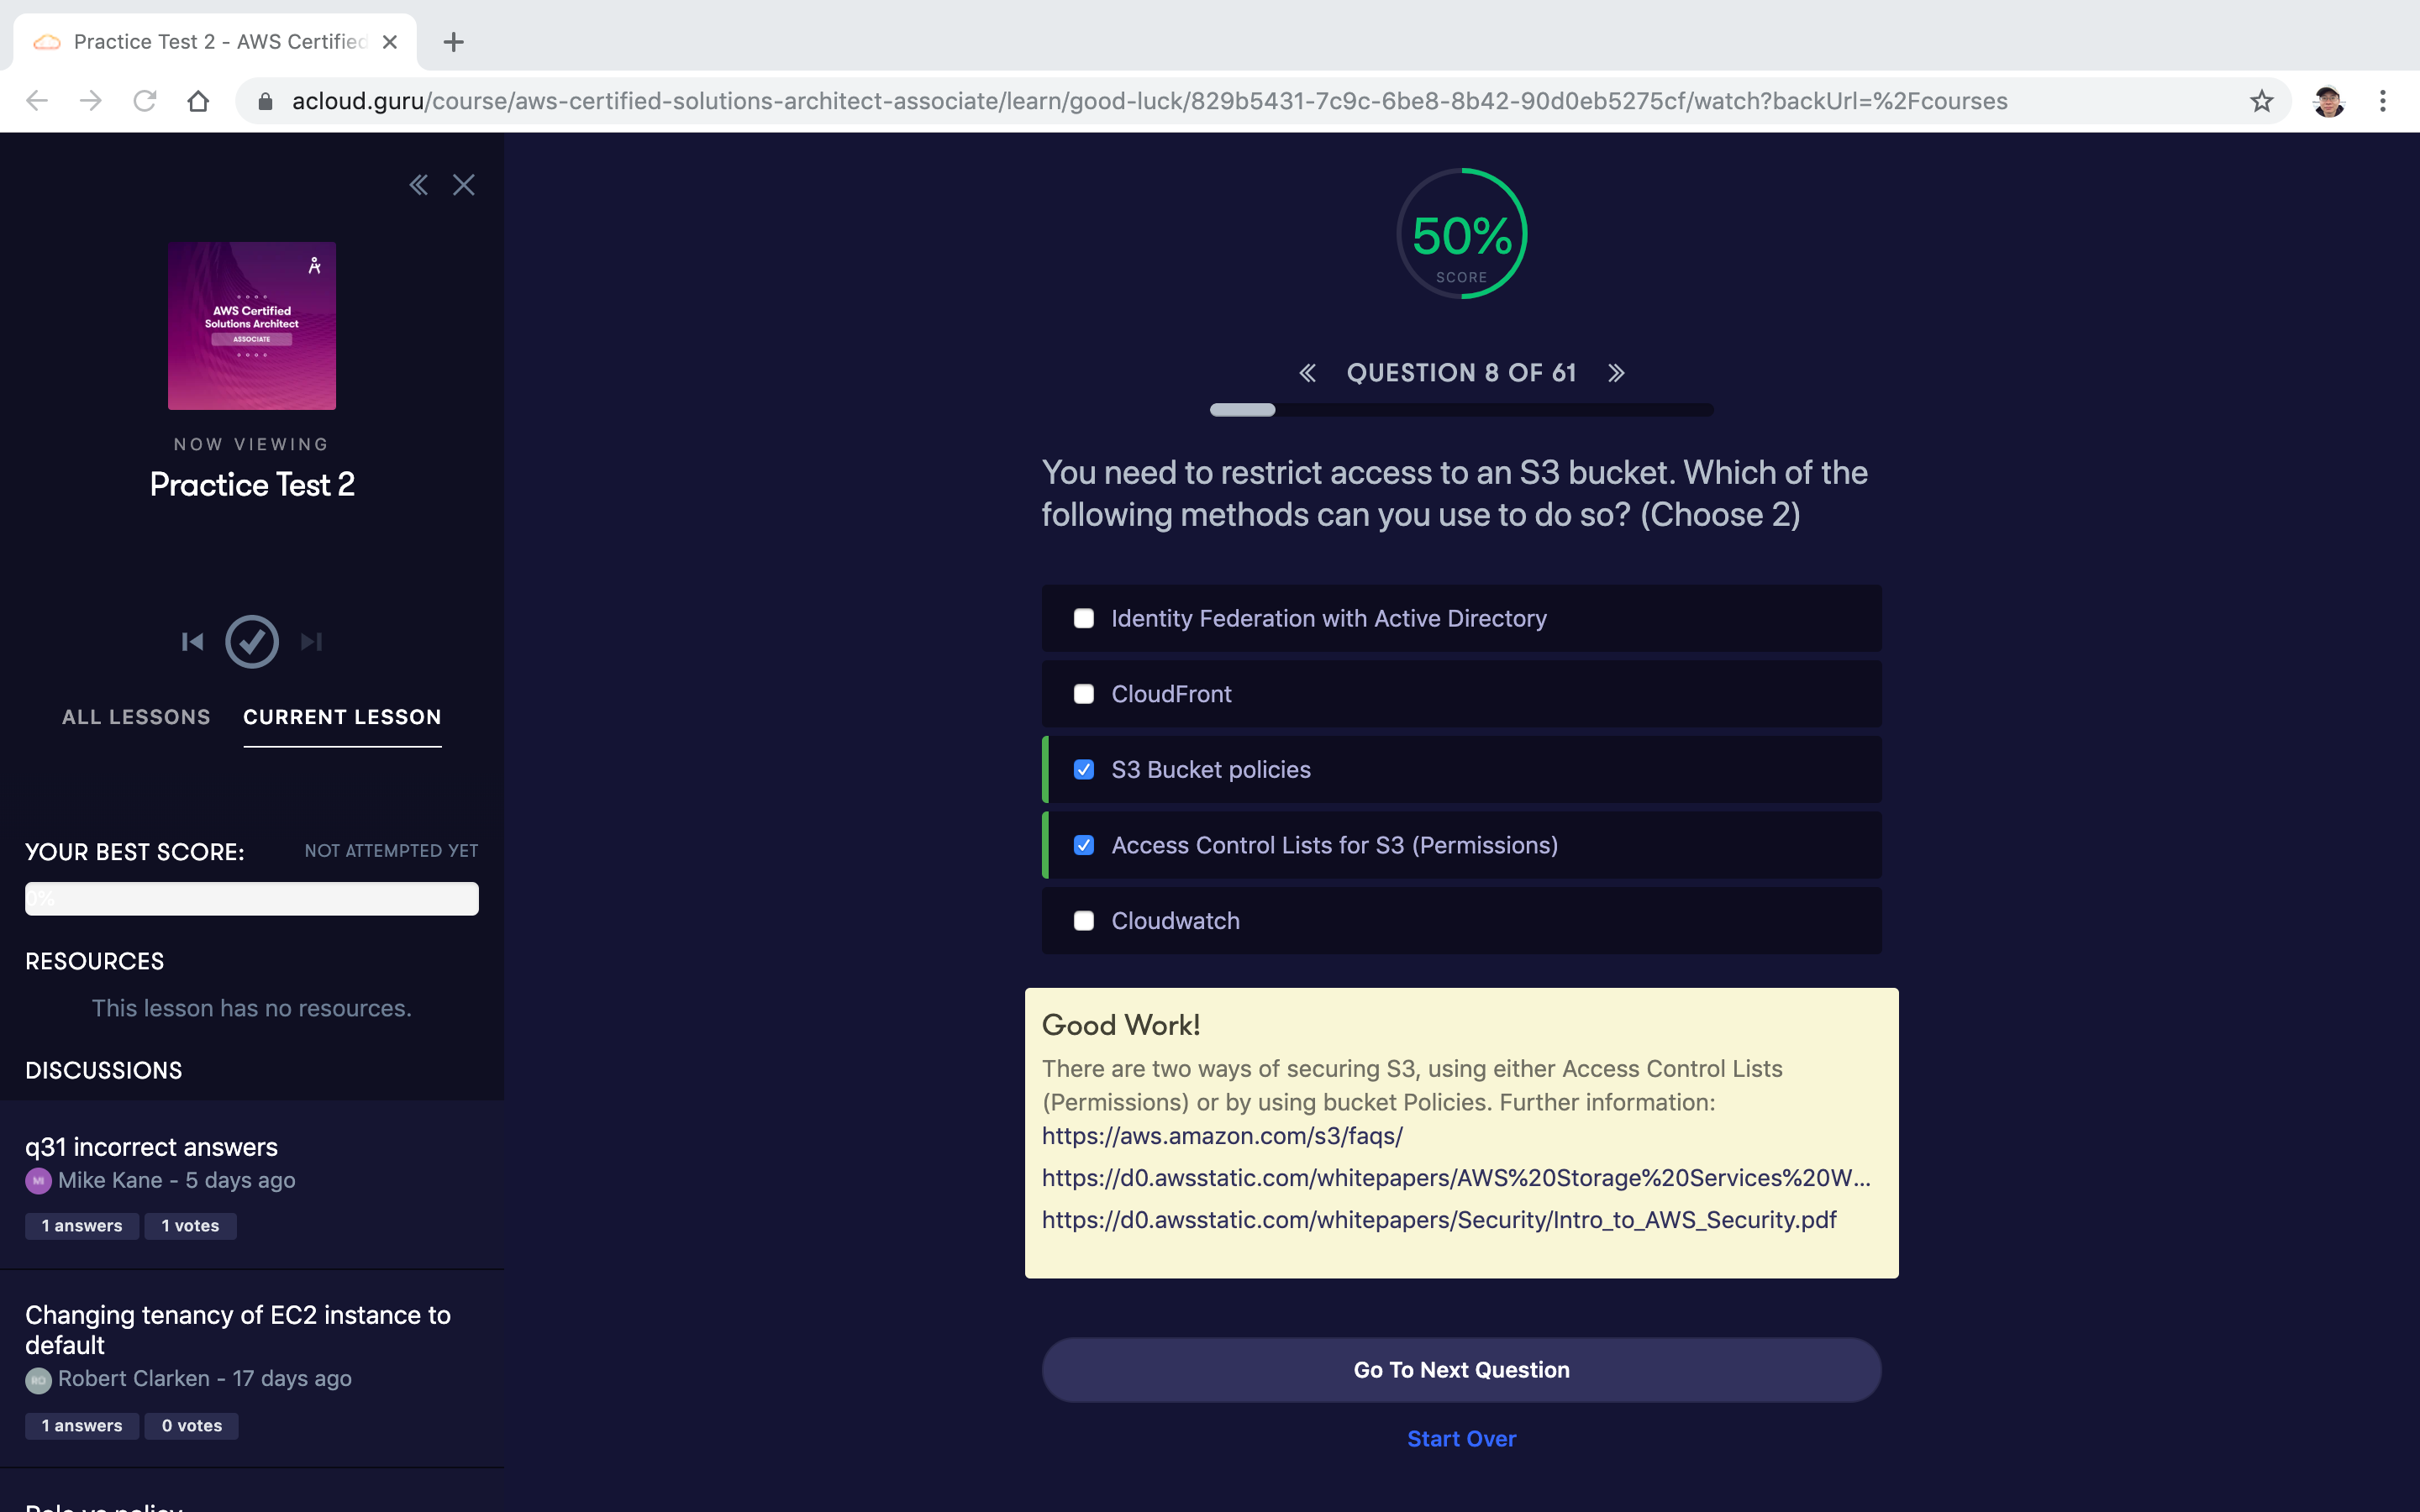 Practice Test 2 - AWS Certified
acloud.guru/course/aws-certified-solutions-architect-associate/learn/good-luck/829b5431-7c9c-6be8-8b42-90d0eb5275cf/watch?backUrl=%2Fcourses
AWS Certified
Solutions Architect
ASSOCIATE
NOW VIEWING
Practice Test 2
ALL LESSONS
CURRENT LESSON
YOUR BEST SCORE:
NOT ATTEMPTED YET
0%
RESOURCES
This lesson has no resources.
DISCUSSIONS
q31 incorrect answers
MI
Mike Kane - 5 days ago
1 answers
1 votes
Changing tenancy of EC2 instance to
default
RO
Robert Clarken - 17 days ago
1 answers
0 votes
50%
SCORE
QUESTION 8 OF 61
You need to restrict access to an S3 bucket. Which of the
following methods can you use to do so? (Choose 2)
Identity Federation with Active Directory
CloudFront
S3 Bucket policies
Access Control Lists for S3 (Permissions)
Cloudwatch
Good Work!
There are two ways of securing S3, using either Access Control Lists
(Permissions) or by using bucket Policies. Further information:
https://aws.amazon.com/s3/faqs/
https://d0.awsstatic.com/whitepapers/AWS%20Storage%20Services%20W...
https://d0.awsstatic.com/whitepapers/Security/Intro_to_AWS_Security.pdf
Go To Next Question
Start Over